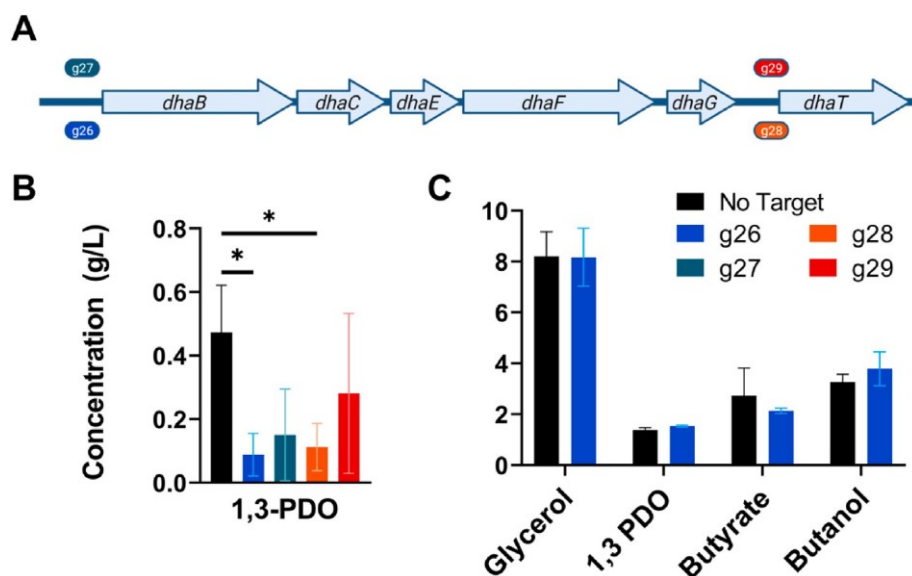 A
g27
g29
dhaB
dhaC
dhaE
dhaF
dhaG
dhaT
g26
g28
B
C
No Target
g26
g28
g27
g29
Concentration (g/L)
0.8
0.6
0.4
0.2
0.0
*
*
1,3-PDO
10
8
6
4
2
0
Glycerol
1,3 PDO
Butyrate
Butanol